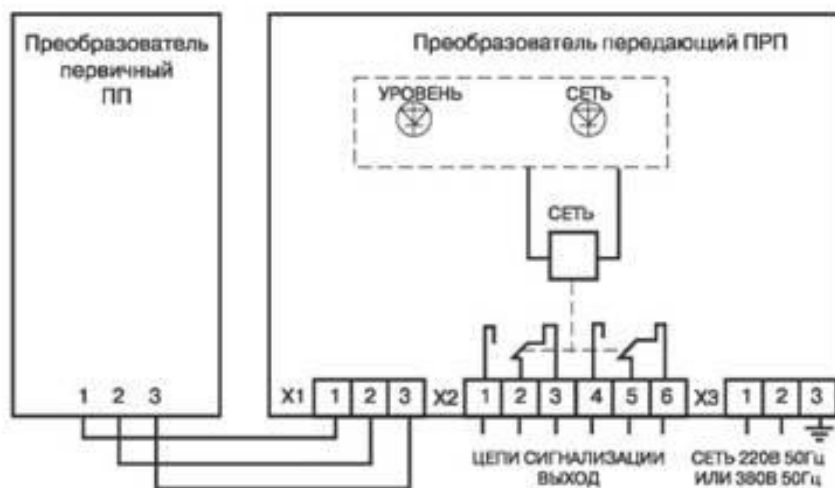 Преобразователь
первичный
ПП
Преобразователь передающий ПРП
УРОВЕНЬ СЕТЬ
СЕТЬ
1 2 3
X1 1 2 3 X2 1 2 3 4 5 6 X3 1 2 3
ЦЕПИ СИГНАЛИЗАЦИИ
ВЫХОД
СЕТЬ 220В 50Гц
ИЛИ 380В 50Гц